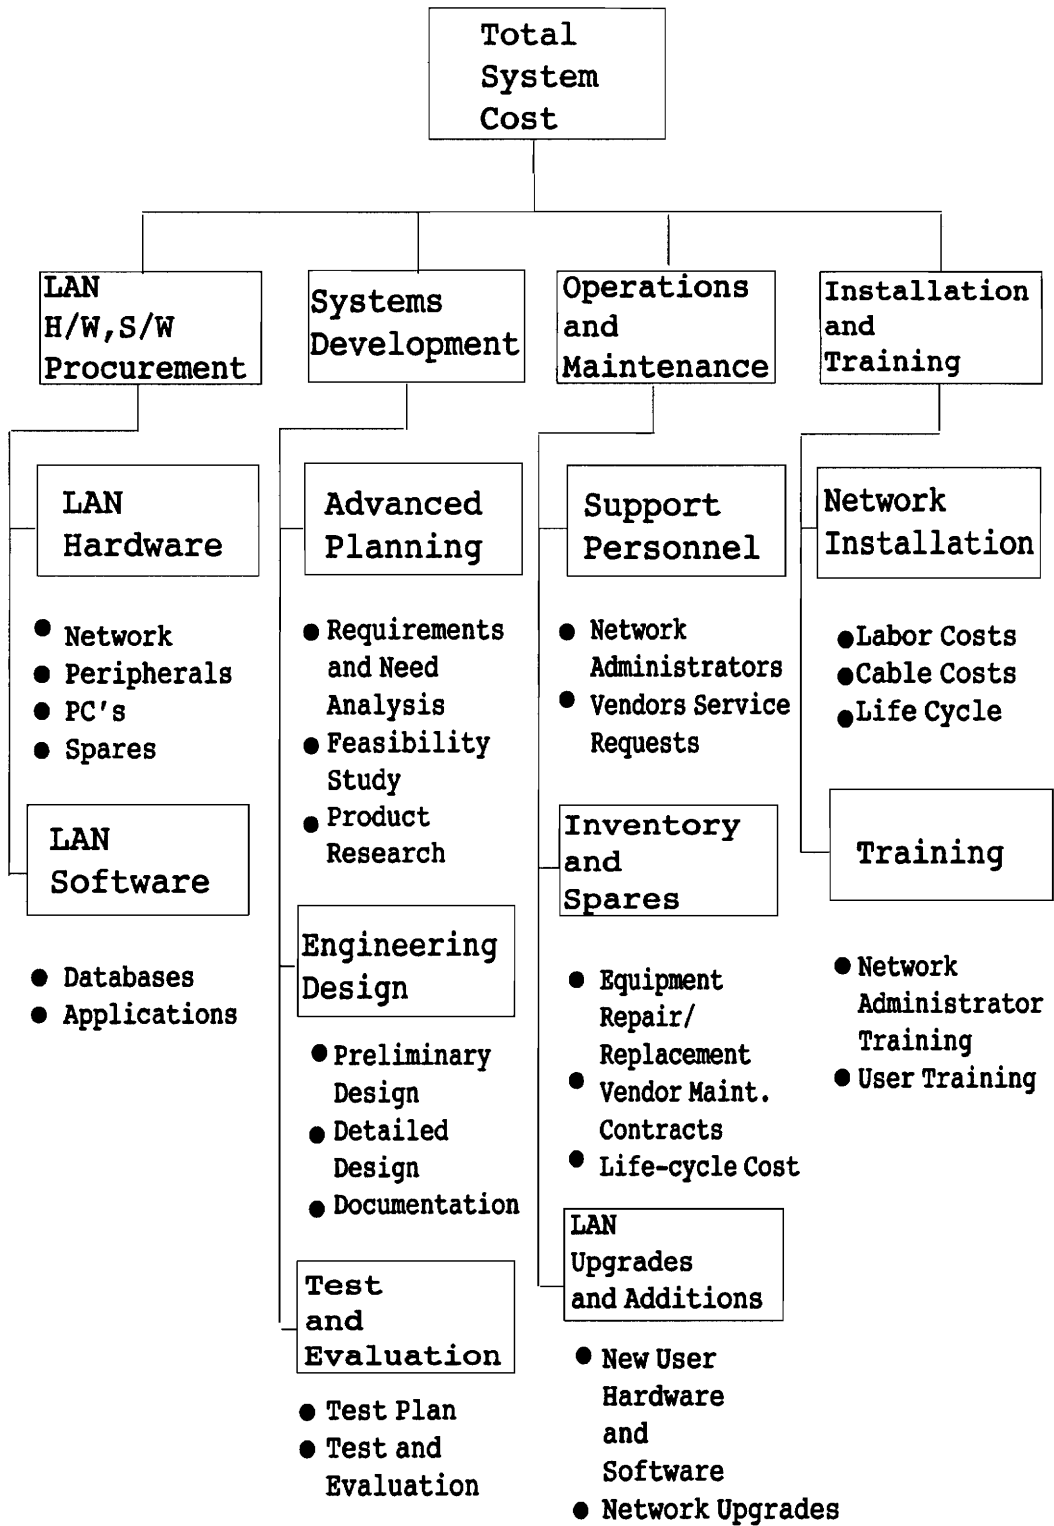 Total
System
Cost
LAN
H/W,S/W
Procurement
Systems
Development
Operations
and
Maintenance
Installation
and
Training
LAN
Hardware
● Network
● Peripherals
● PC's
● Spares
LAN
Software
● Databases
● Applications
Advanced
Planning
● Requirements
and Need
Analysis
● Feasibility
Study
● Product
Research
Engineering
Design
● Preliminary
Design
● Detailed
Design
● Documentation
Test
and
Evaluation
● Test Plan
● Test and
Evaluation
Support
Personnel
● Network
Administrators
● Vendors Service
Requests
Inventory
and
Spares
● Equipment
Repair/
Replacement
● Vendor Maint.
Contracts
● Life-cycle Cost
LAN
Upgrades
and Additions
● New User
Hardware
and
Software
● Network Upgrades
Network
Installation
● Labor Costs
● Cable Costs
● Life Cycle
Training
● Network
Administrator
Training
● User Training